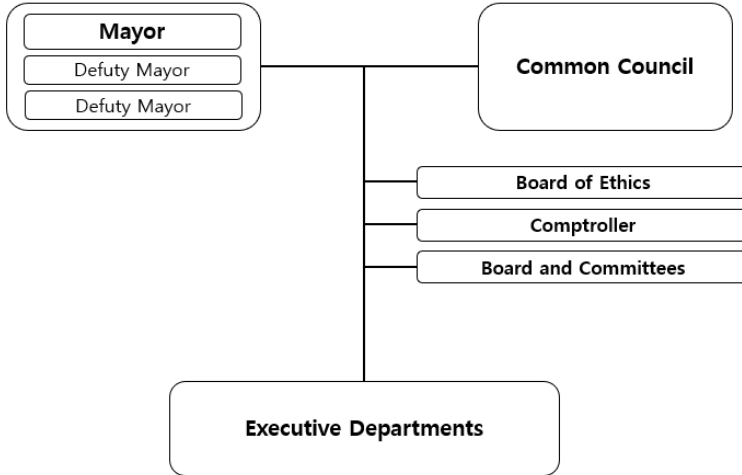 Mayor
Defuty Mayor
Defuty Mayor
Common Council
Board of Ethics
Comptroller
Board and Committees
Executive Departments